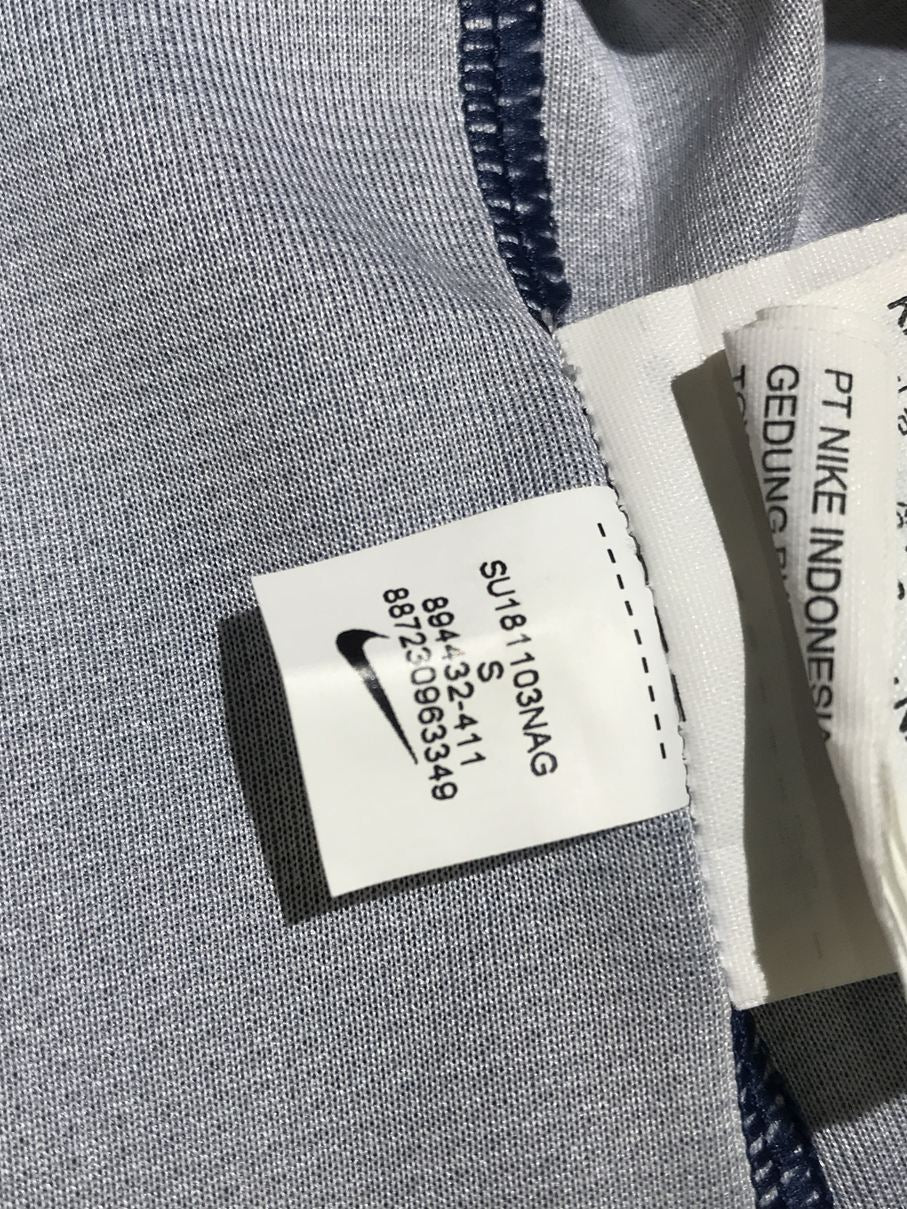 SU181103NAG
S
894432-411
887230963349
PT NIKE INDONESIA
GEDUNG